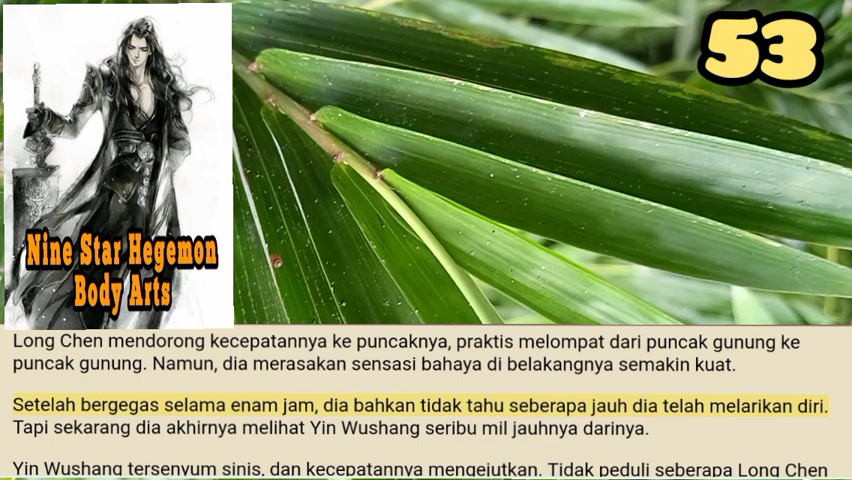 53
Nine Star Hegemon
Body Arts
Long Chen mendorong kecepatannya ke puncaknya, praktis melompat dari puncak gunung ke
puncak gunung. Namun, dia merasakan sensasi bahaya di belakangnya semakin kuat.
Setelah bergegas selama enam jam, dia bahkan tidak tahu seberapa jauh dia telah melarikan diri.
Tapi sekarang dia akhirnya melihat Yin Wushang seribu mil jauhnya darinya.
Yin Wushang tersenyum sinis, dan kecepatannya mengejutkan. Tidak peduli seberapa Long Chen